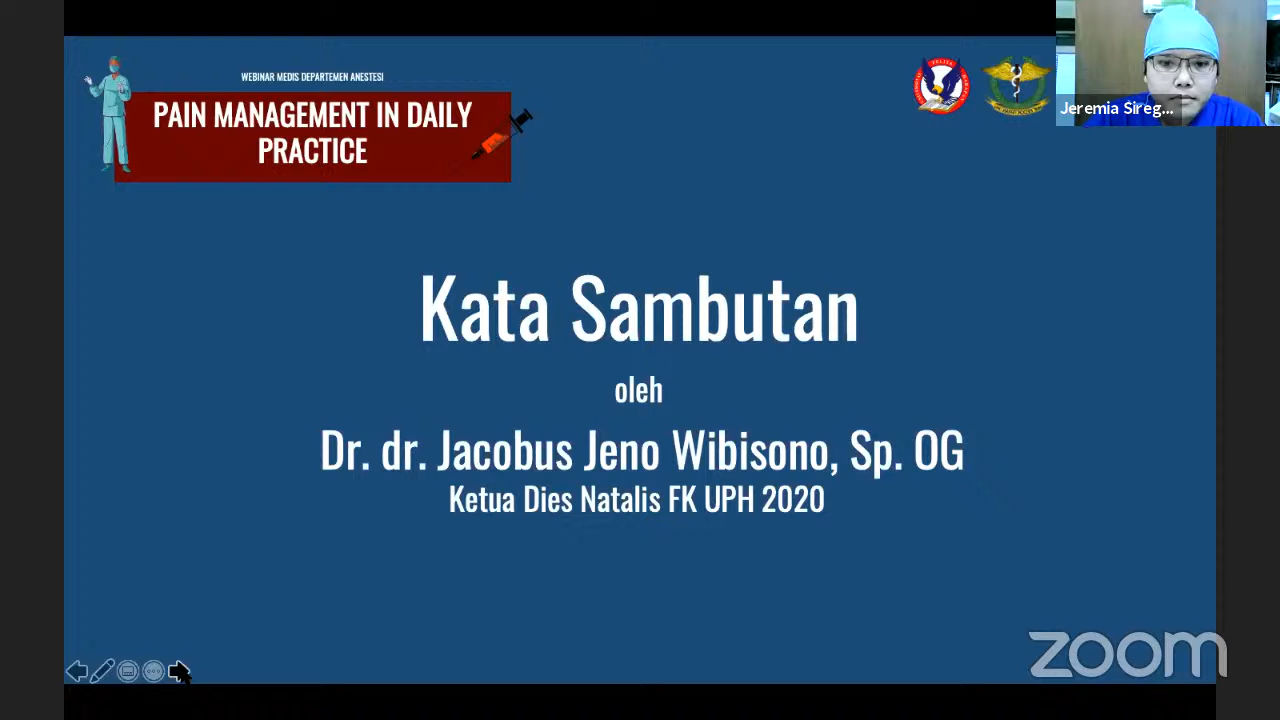 WEBINAR MEDIS DEPARTEMEN ANESTESI
PAIN MANAGEMENT IN DAILY
PRACTICE
Jeremia Sireg...
Kata Sambutan
oleh
Dr. dr. Jacobus Jeno Wibisono, Sp. OG
Ketua Dies Natalis FK UPH 2020
zoom